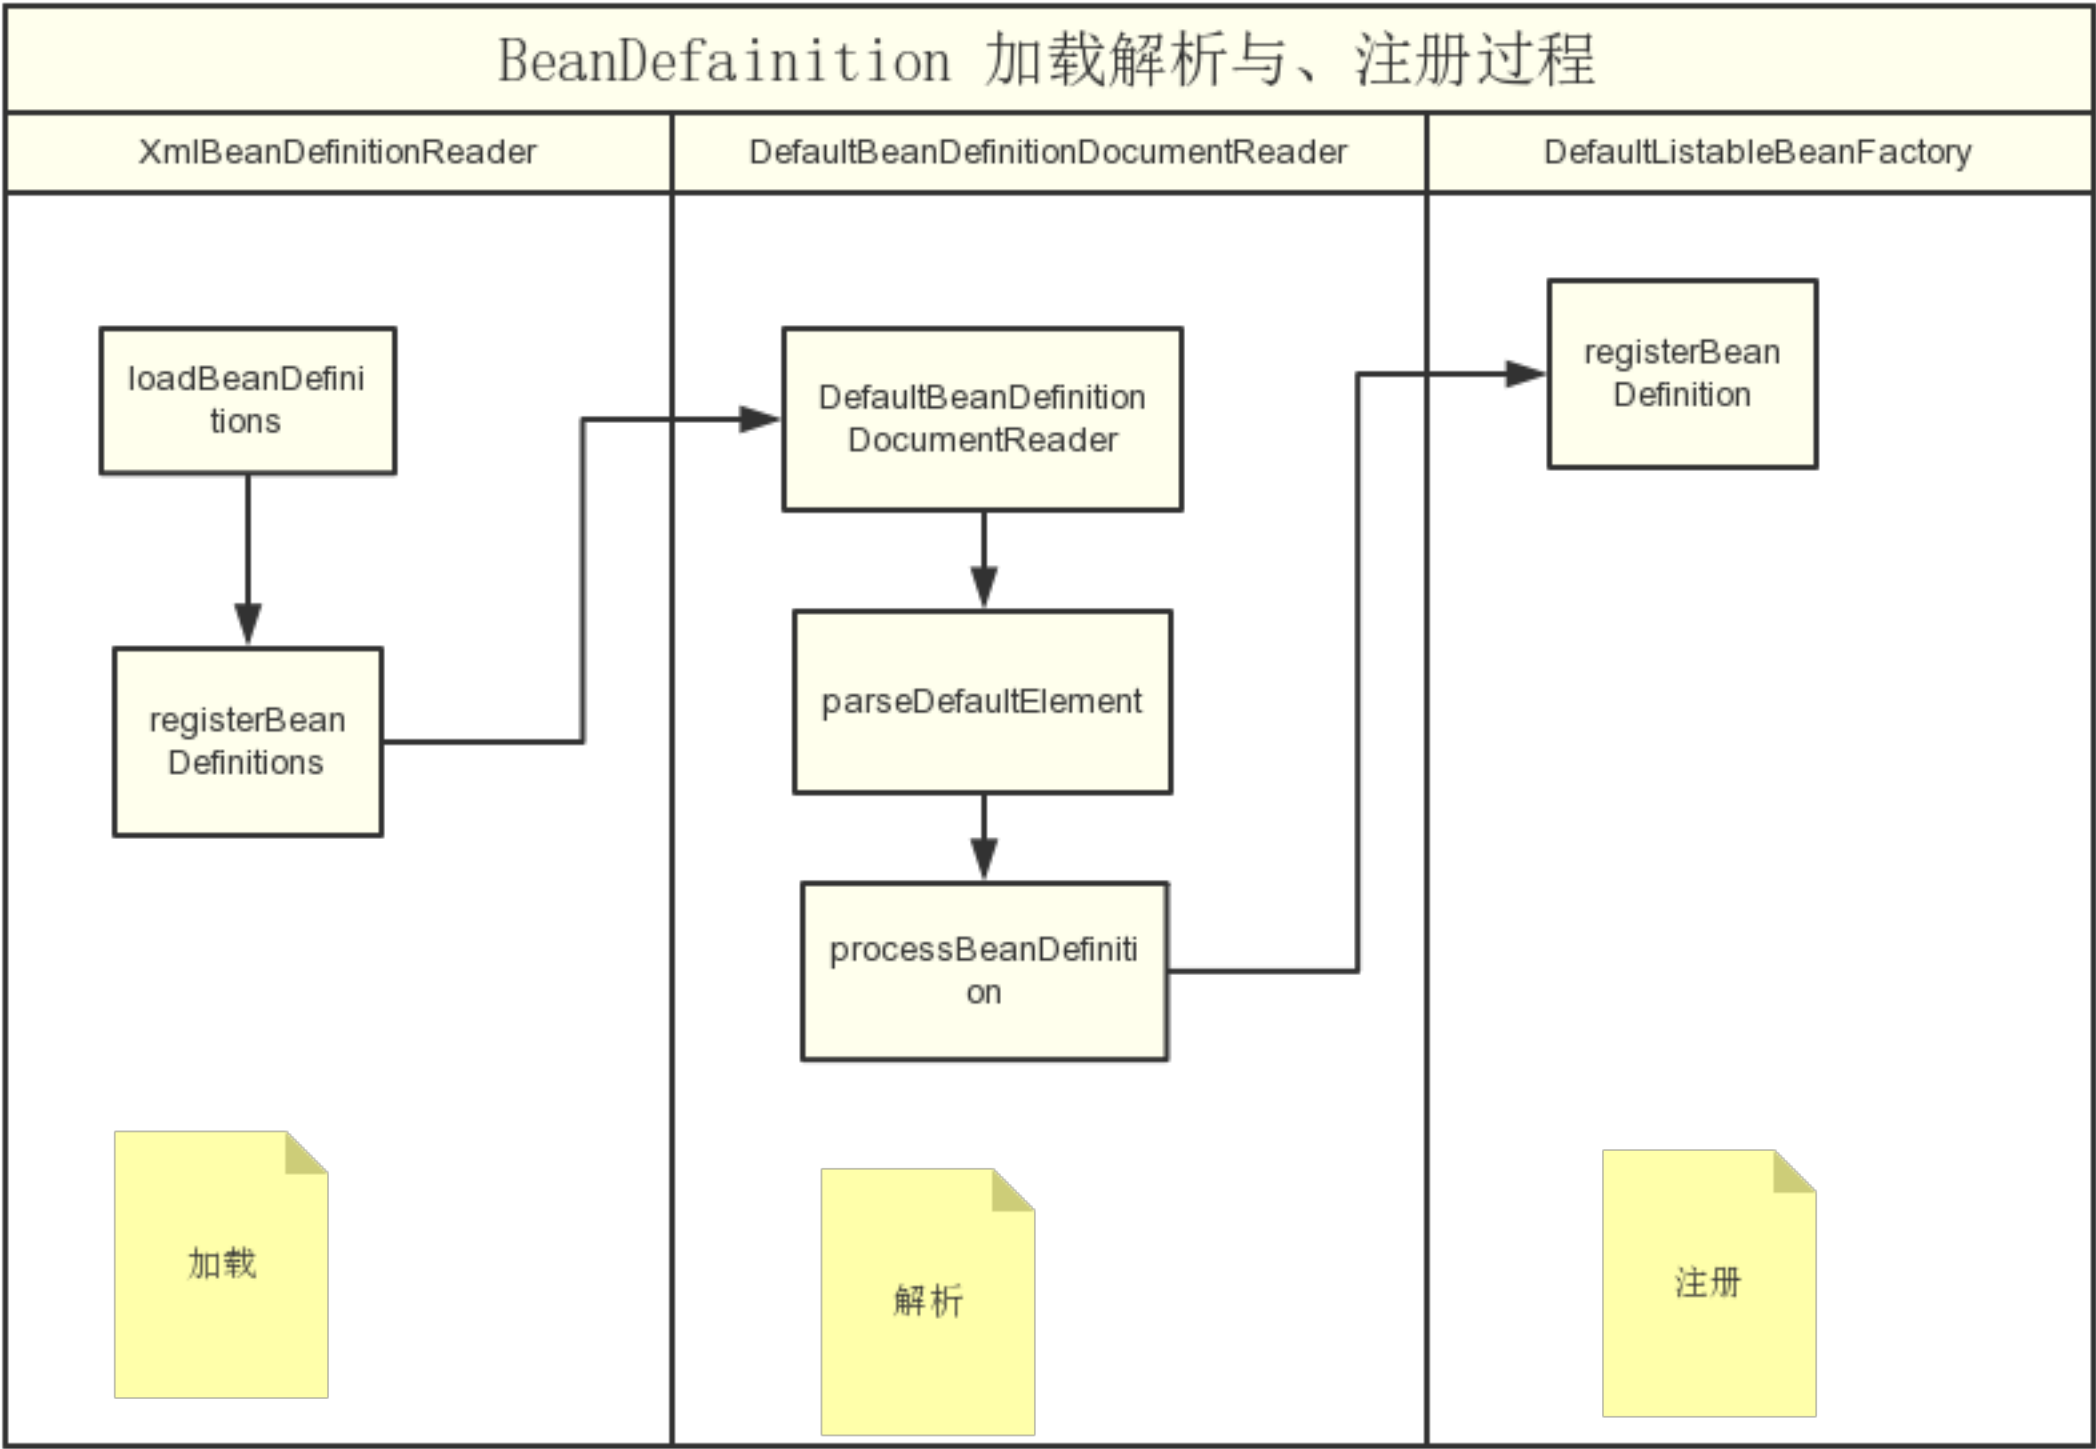 BeanDefainition 加载解析与、注册过程
XmlBeanDefinitionReader
DefaultBeanDefinitionDocumentReader
DefaultListableBeanFactory
loadBeanDefini
tions
registerBean
Definitions
DefaultBeanDefinition
DocumentReader
parseDefaultElement
processBeanDefiniti
on
registerBean
Definition
加载
解析
注册